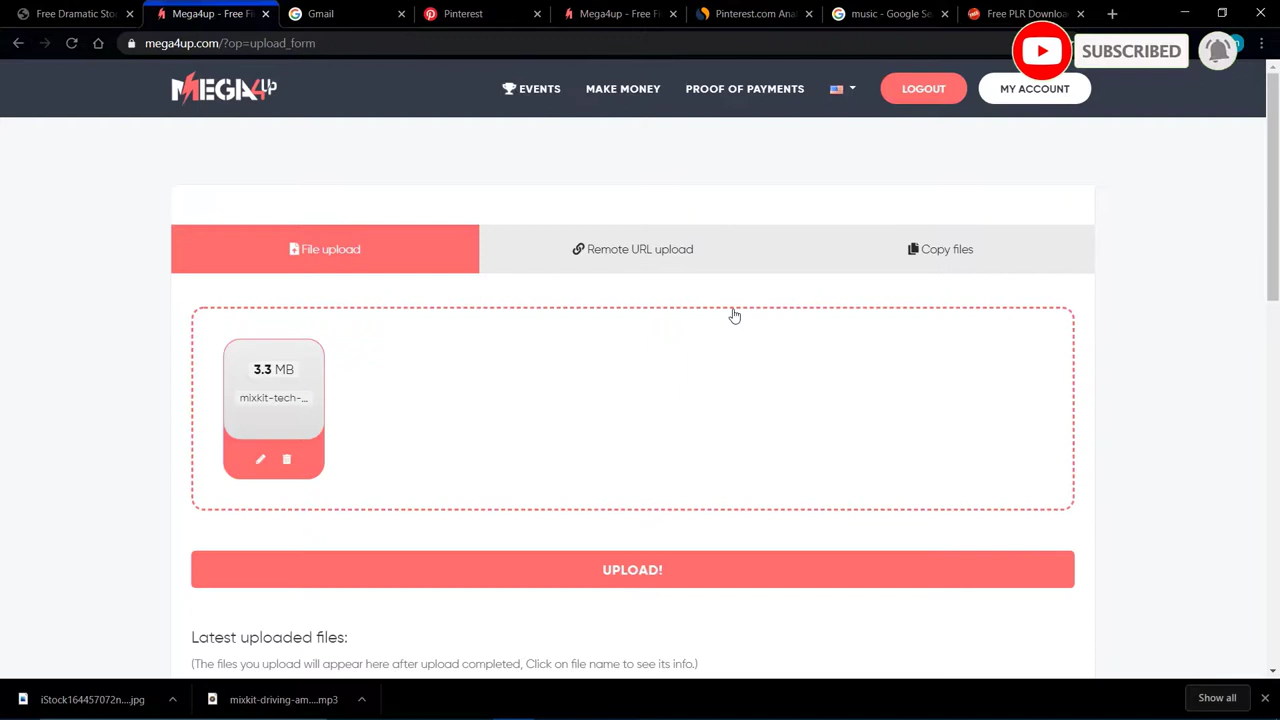 Free Dramatic Sto
Mega4up - Free Fi
Gmail
Pinterest
Mega4up - Free F
Pinterest.com Ana
music - Google Se
Free PLR Downloa
mega4up.com/?op=upload_form
SUBSCRIBED
MEGA4UP
EVENTS
MAKE MONEY
PROOF OF PAYMENTS
LOGOUT
MY ACCOUNT
File upload
Remote URL upload
Copy files
3.3 MB
mixkit-tech-...
UPLOAD!
Latest uploaded files:
(The files you upload will appear here after upload completed, Click on file name to see its info.)
iStock164457072n....jpg
mixkit-driving-am....mp3
Show all